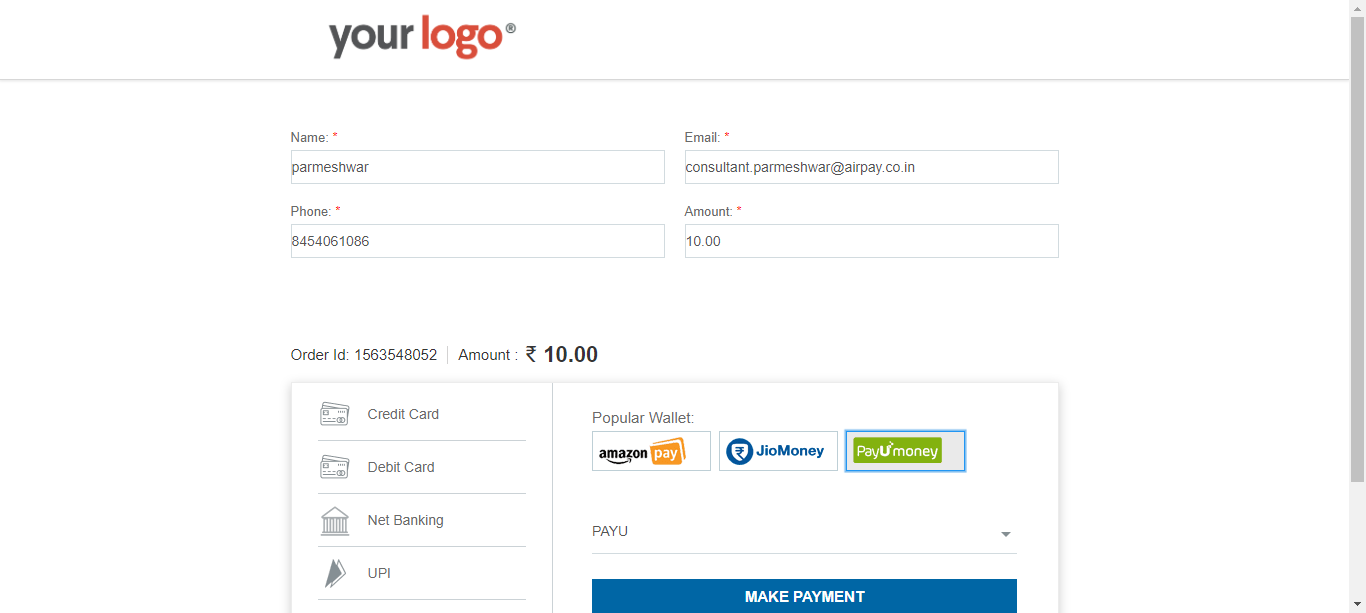 your logo®
Name: * Email: *
parmeshwar consultant.parmeshwar@airpay.co.in
Phone: * Amount: *
8454061086 10.00
Order Id: 1563548052 Amount : ₹ 10.00
Credit Card
Debit Card
Net Banking
UPI
Popular Wallet:
amazon pay JioMoney PayUmoney
PAYU
MAKE PAYMENT